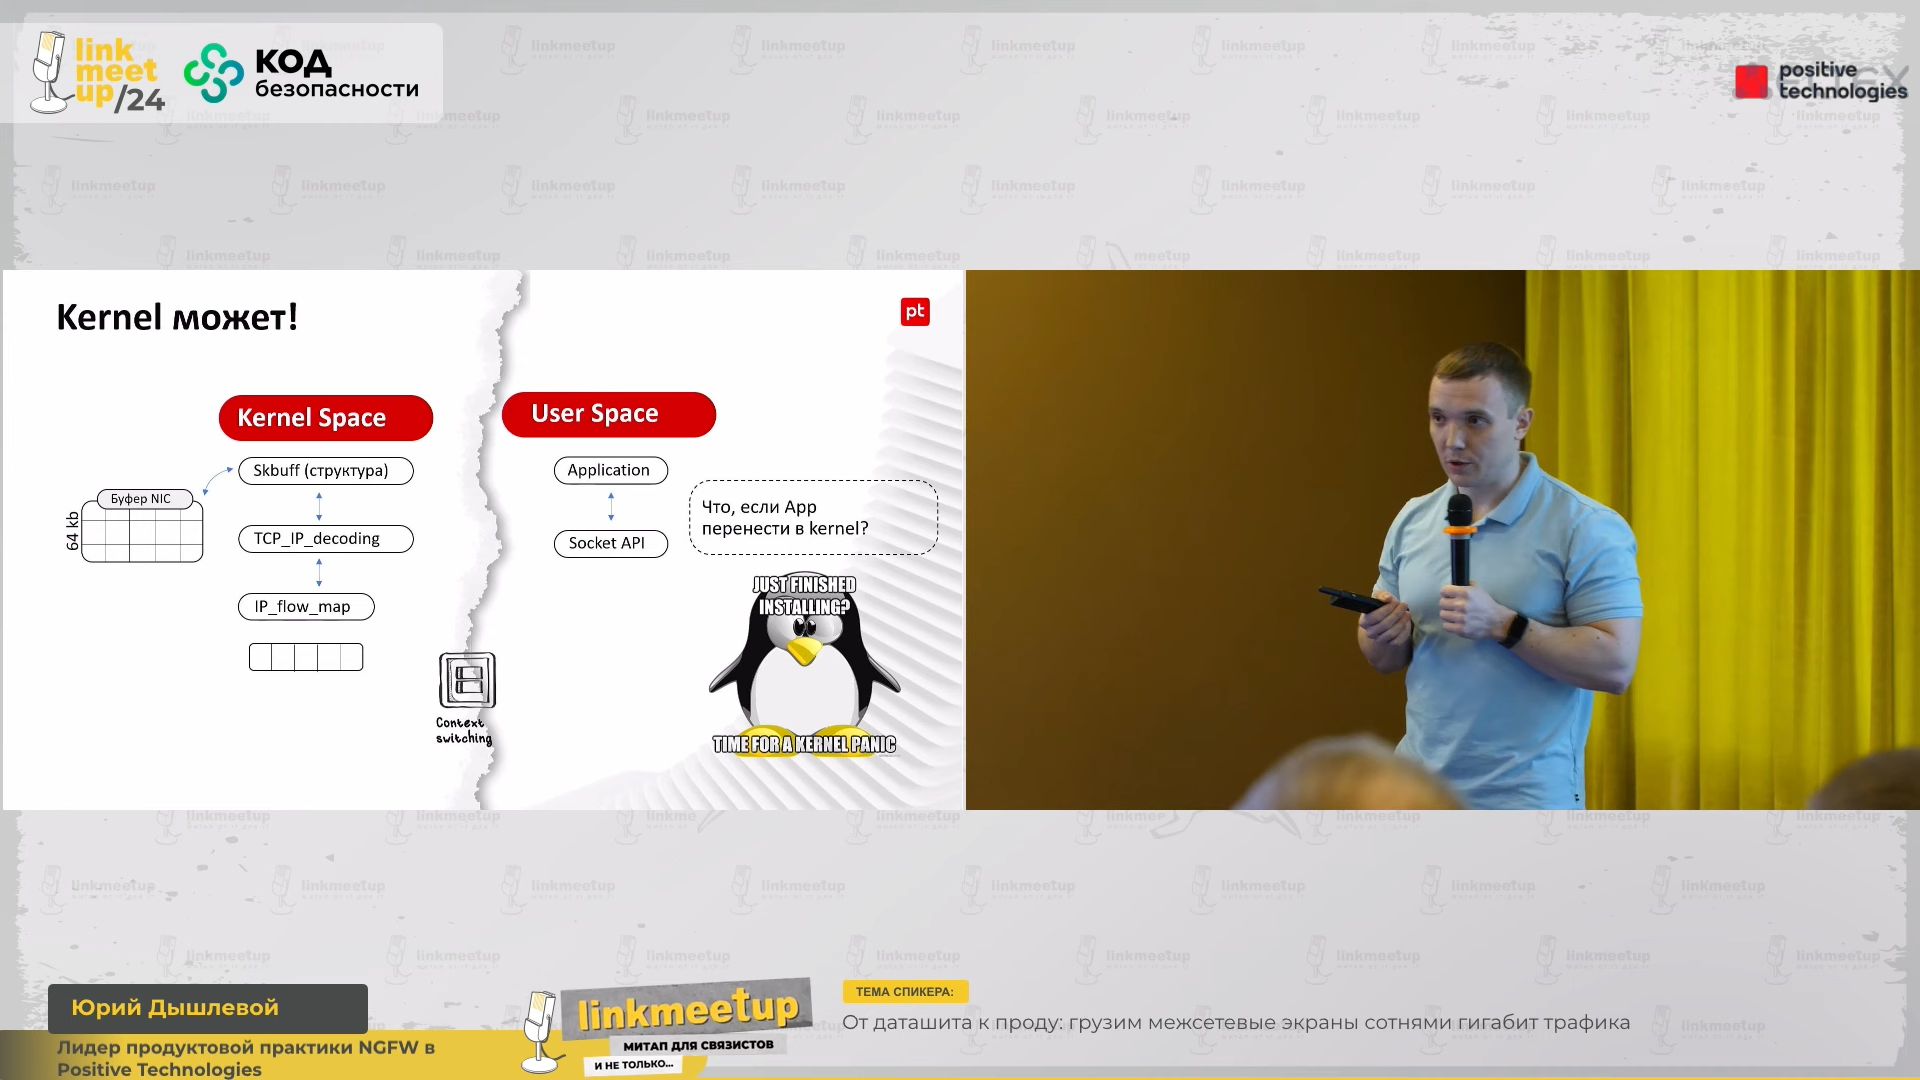 link
meet
up/24
КОД
безопасности
positive
technologies
Kernel может!
pt
Kernel Space
User Space
Skbuff (структура)
Application
Буфер NIC
64 kb
TCP_IP_decoding
Socket API
Что, если App
перенести в kernel?
IP_flow_map
JUST FINISHED
INSTALLING?
TIME FOR A KERNEL PANIC
Context
switching
Юрий Дышлевой
Лидер продуктовой практики NGFW в
Positive Technologies
linkmeetup
МИТАП ДЛЯ СВЯЗИСТОВ
И НЕ ТОЛЬКО...
ТЕМА СПИКЕРА:
От даташита к проду: грузим межсетевые экраны сотнями гигабит трафика